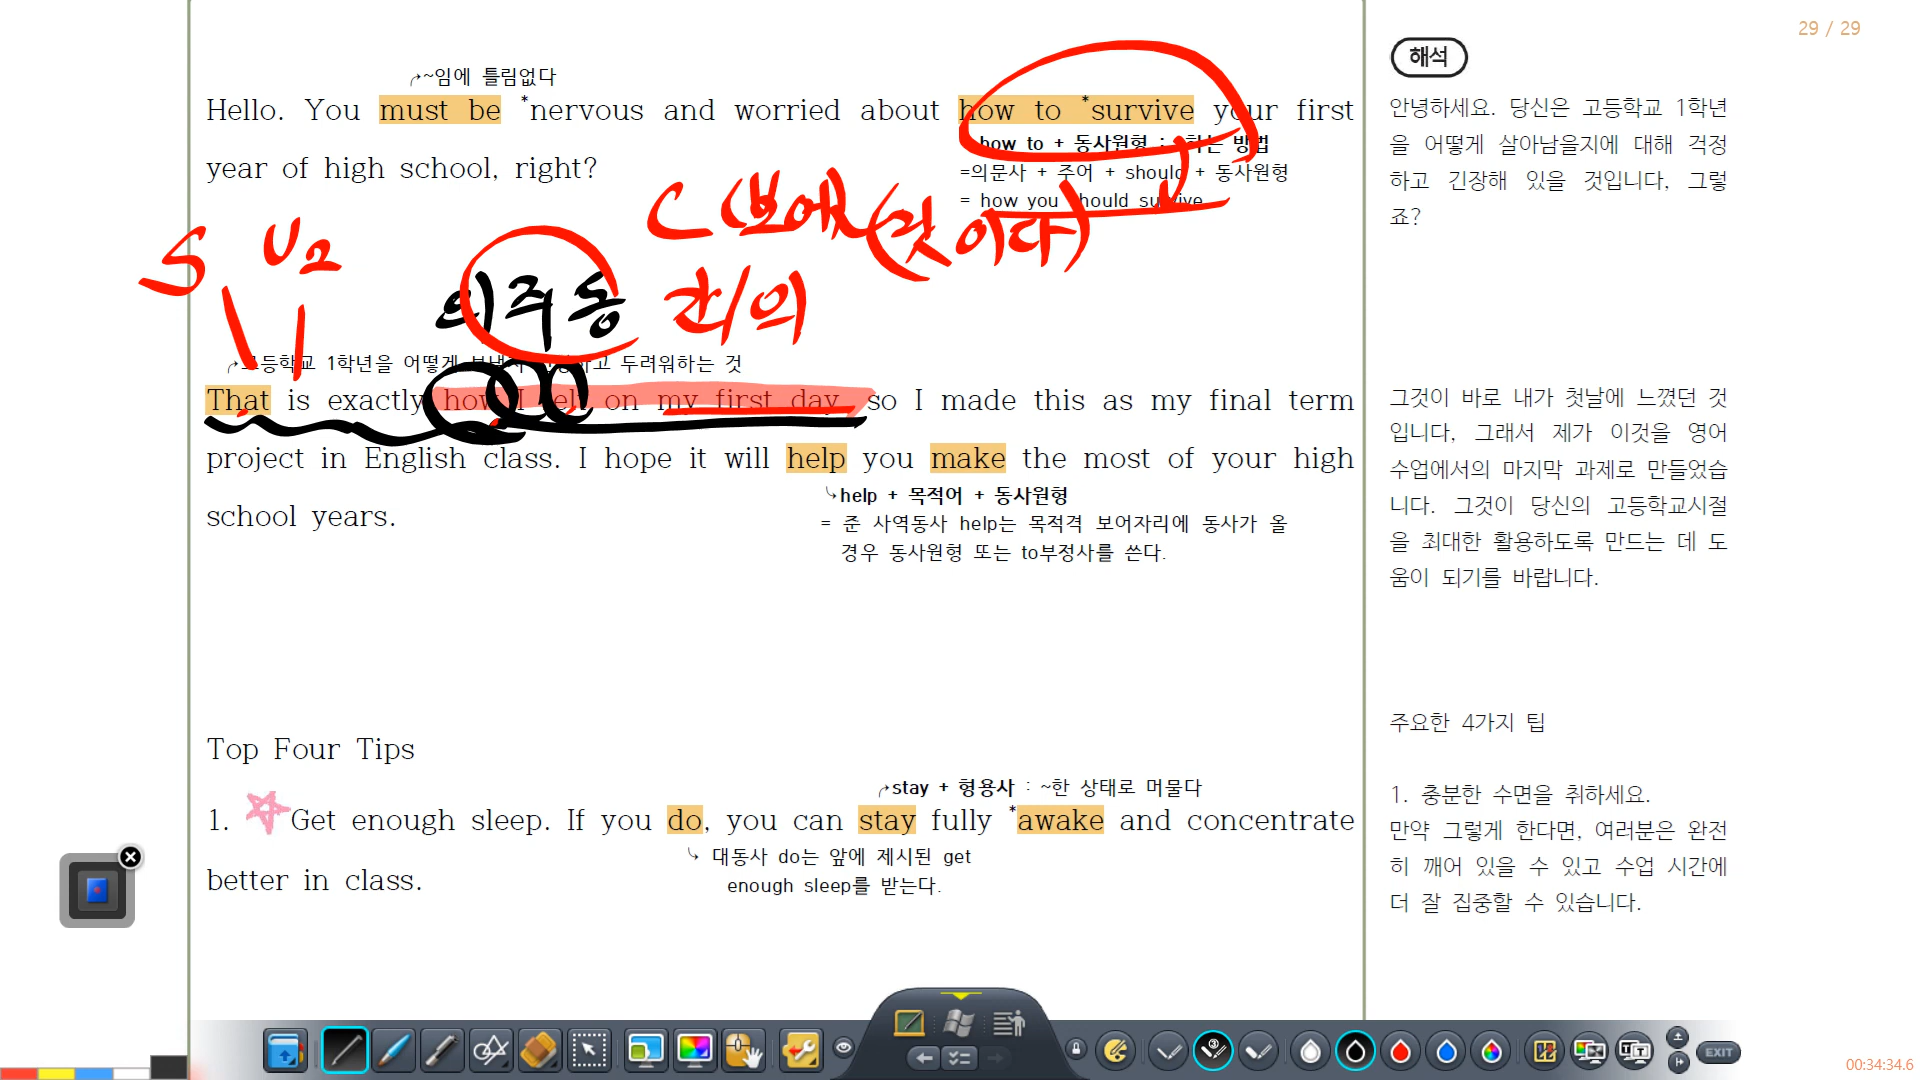 29 / 29
해석
~임에 틀림없다
Hello. You must be *nervous and worried about how to *survive your first
how to + 동사원형 : ~하는 방법
year of high school, right?
=의문사 + 주어 + should + 동사원형
= how you should survive
안녕하세요. 당신은 고등학교 1학년
을 어떻게 살아남을지에 대해 걱정
하고 긴장해 있을 것입니다, 그렇
죠?
S V2
C (보어) (것이다)
의주동 간/의
고등학교 1학년을 어떻게 하고 두려워하는 것
That is exactly how I felt on my first day so I made this as my final term
project in English class. I hope it will help you make the most of your high
help + 목적어 + 동사원형
school years.
= 준 사역동사 help는 목적격 보어자리에 동사가 올
경우 동사원형 또는 to부정사를 쓴다.
그것이 바로 내가 첫날에 느꼈던 것
입니다, 그래서 제가 이것을 영어
수업에서의 마지막 과제로 만들었습
니다. 그것이 당신의 고등학교시절
을 최대한 활용하도록 만드는 데 도
움이 되기를 바랍니다.
Top Four Tips
stay + 형용사 : ~한 상태로 머물다
1. Get enough sleep. If you do, you can stay fully *awake and concentrate
대동사 do는 앞에 제시된 get
better in class.
enough sleep를 받는다.
주요한 4가지 팁
1. 충분한 수면을 취하세요.
만약 그렇게 한다면, 여러분은 완전
히 깨어 있을 수 있고 수업 시간에
더 잘 집중할 수 있습니다.
EXIT
00:34:34.6